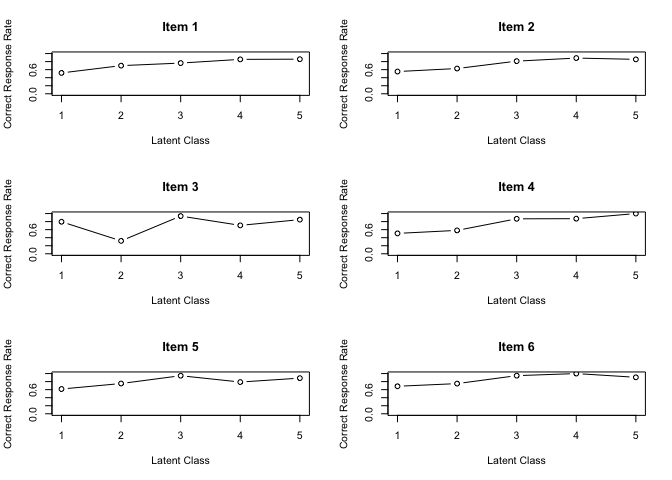 Item 1
Correct Response Rate
0.0 0.6
1 2 3 4 5
Latent Class
Item 2
Correct Response Rate
0.0 0.6
1 2 3 4 5
Latent Class
Item 3
Correct Response Rate
0.0 0.6
1 2 3 4 5
Latent Class
Item 4
Correct Response Rate
0.0 0.6
1 2 3 4 5
Latent Class
Item 5
Correct Response Rate
0.0 0.6
1 2 3 4 5
Latent Class
Item 6
Correct Response Rate
0.0 0.6
1 2 3 4 5
Latent Class